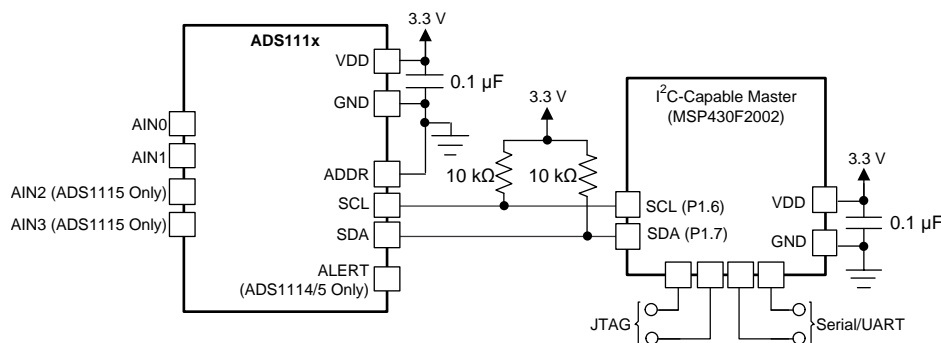 ADS111x
3.3 V
VDD
0.1 µF
GND
AIN0
AIN1
AIN2 (ADS1115 Only)
AIN3 (ADS1115 Only)
ADDR
SCL
SDA
ALERT
(ADS1114/5 Only)
3.3 V
10 kΩ
10 kΩ
I²C-Capable Master
(MSP430F2002)
SCL (P1.6)
SDA (P1.7)
3.3 V
VDD
0.1 µF
GND
JTAG
Serial/UART